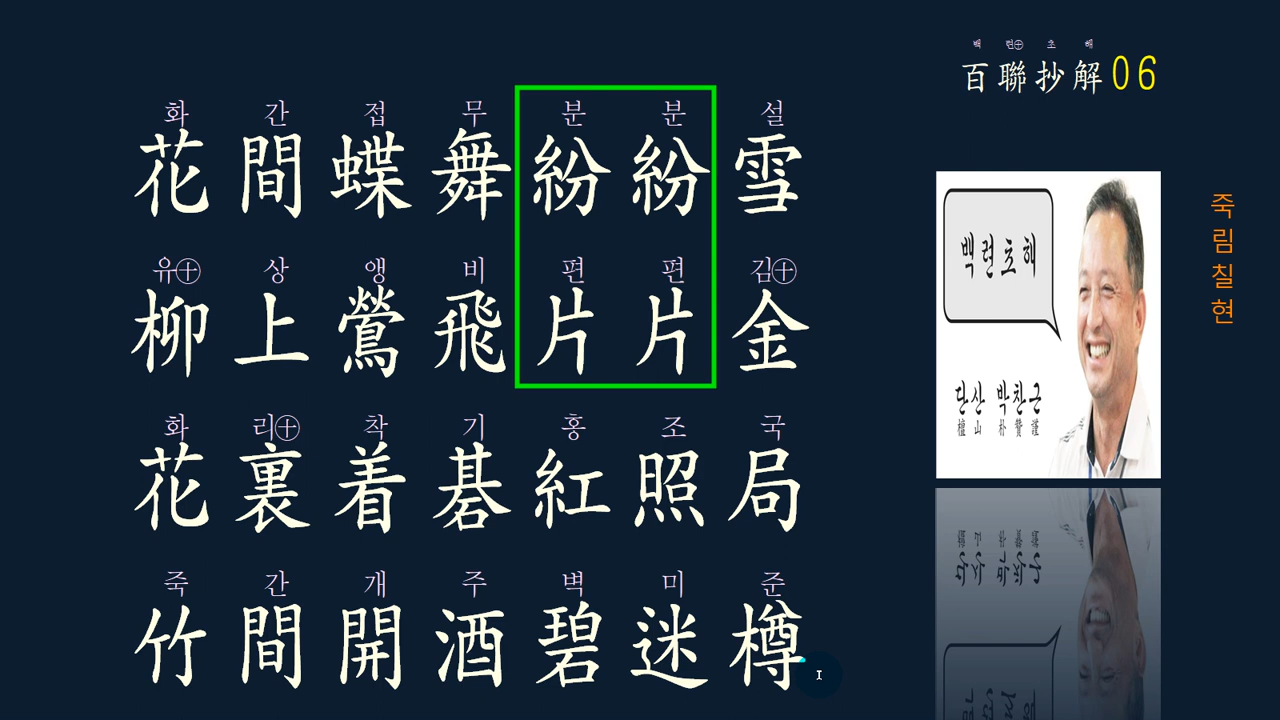 백 련㊉ 초 해
百聯抄解06
화 간 접 무 분 분 설
花間蝶舞紛紛雪
유㊉ 상 앵 비 편 편 김㊉
柳上鶯飛片片金
화 리㊉ 착 기 홍 조 국
花裏着碁紅照局
죽 간 개 주 벽 미 준
竹間開酒碧迷樽
백련초해
단산 박찬근
檀山 朴贊謹
죽림칠현